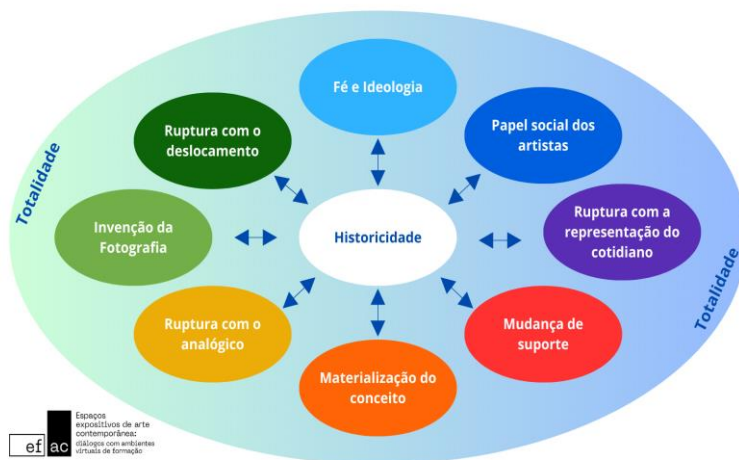 Fé e Ideologia
Papel social dos
artistas
Ruptura com a
representação do
cotidiano
Mudança de
suporte
Materialização do
conceito
Ruptura com o
analógico
Invenção da
Fotografia
Ruptura com o
deslocamento
Historicidade
Totalidade
Totalidade
ef ac
Espaços
expositivos de arte
contemporânea:
diálogos com ambientes
virtuais de formação